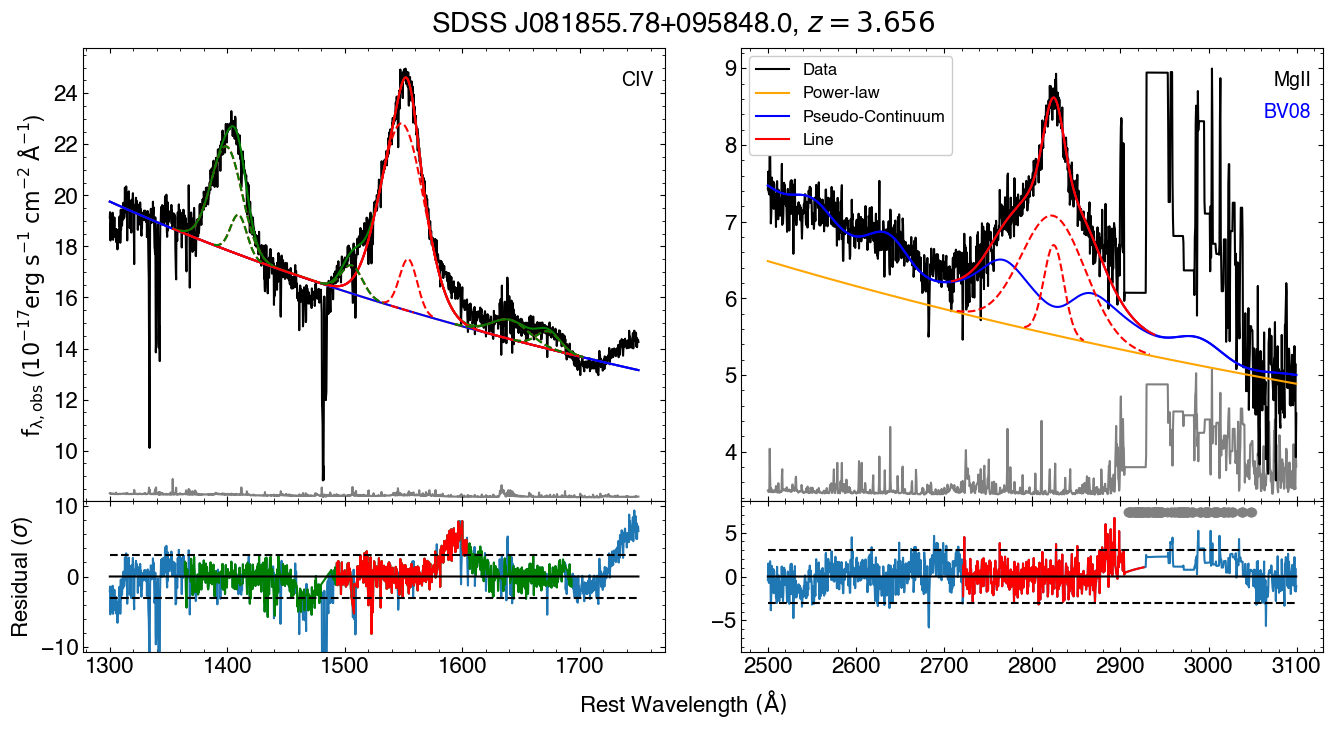 SDSS J081855.78+095848.0, z = 3.656
f_λ,obs (10⁻¹⁷erg s⁻¹ cm⁻² Å⁻¹)
24
22
20
18
16
14
12
10
CIV
9
8
7
6
5
4
Data
Power-law
Pseudo-Continuum
Line
MgII
BV08
Residual (σ)
10
0
−10
1300 1400 1500 1600 1700
5
0
−5
2500 2600 2700 2800 2900 3000 3100
Rest Wavelength (Å)